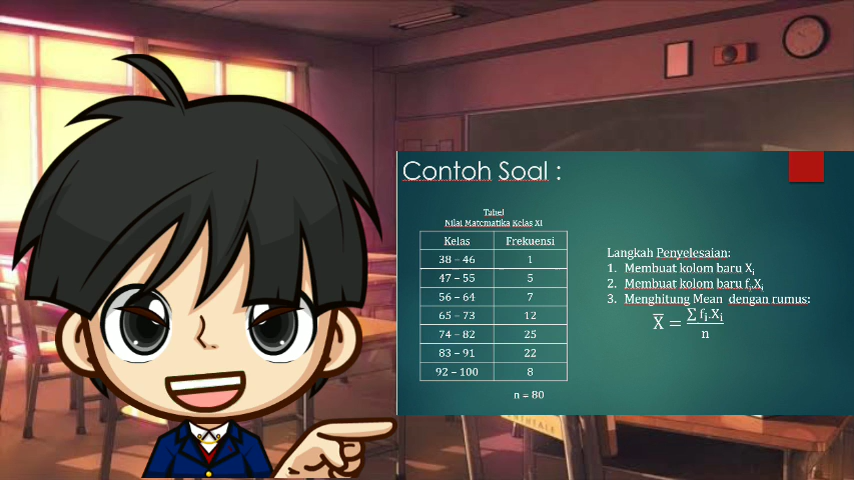 Contoh Soal :
Tabel
Nilai Matematika Kelas XI
Kelas Frekuensi
38 – 46 1
47 – 55 5
56 – 64 7
65 – 73 12
74 – 82 25
83 – 91 22
92 – 100 8
n = 80
Langkah Penyelesaian:
1. Membuat kolom baru Xᵢ
2. Membuat kolom baru fᵢ.Xᵢ
3. Menghitung Mean dengan rumus:
X̅ = ∑ fᵢ.Xᵢ / n